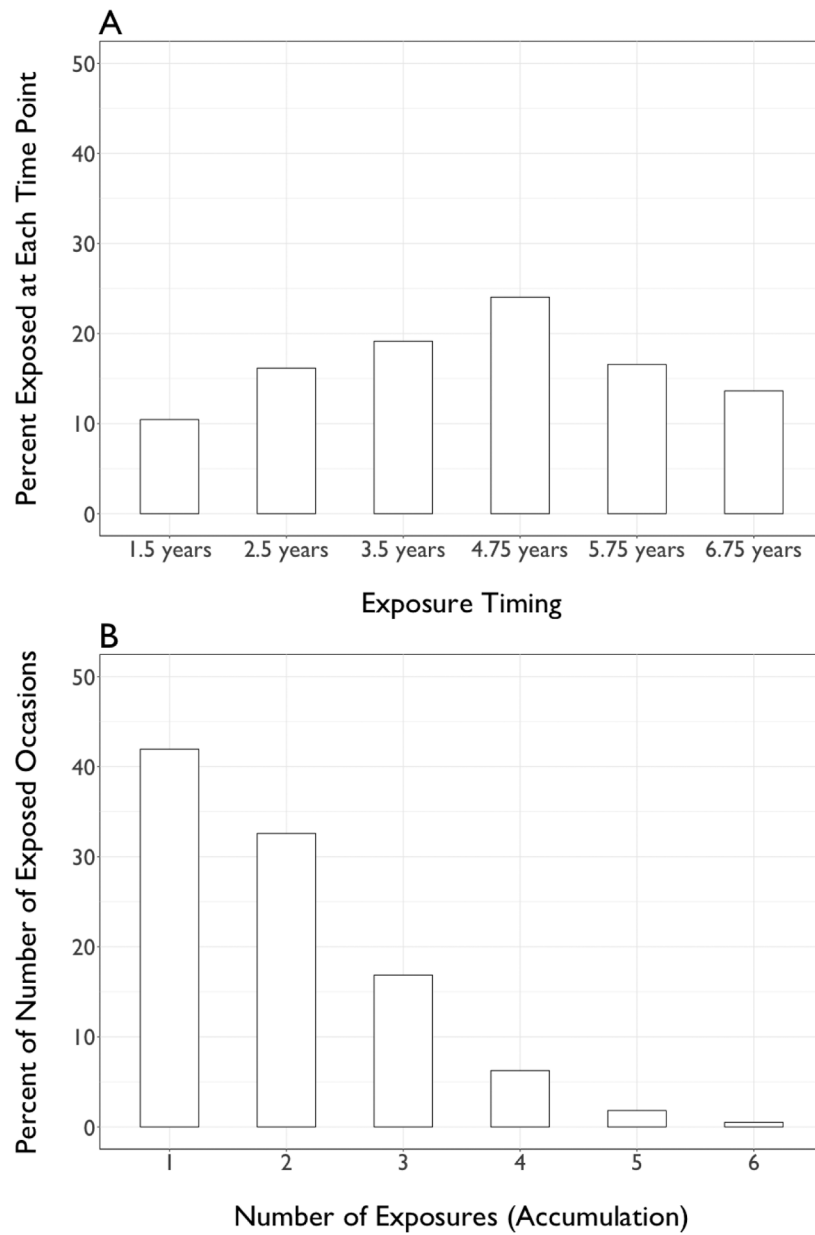 A
Percent Exposed at Each Time Point
50
40
30
20
10
0
1.5 years 2.5 years 3.5 years 4.75 years 5.75 years 6.75 years
Exposure Timing
B
Percent of Number of Exposed Occasions
50
40
30
20
10
0
1 2 3 4 5 6
Number of Exposures (Accumulation)